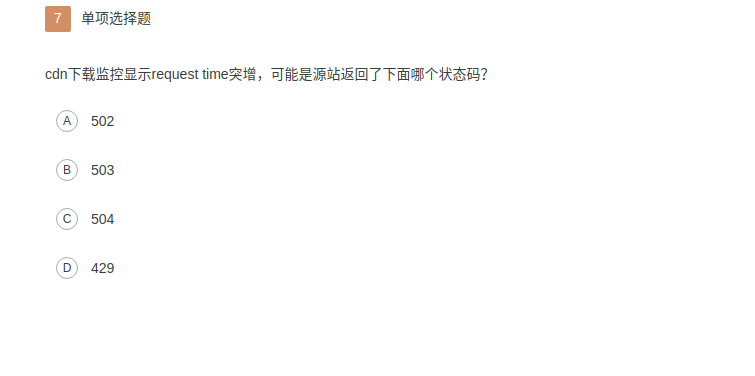 7 单项选择题
cdn下载监控显示request time突增，可能是源站返回了下面哪个状态码？
A 502
B 503
C 504
D 429